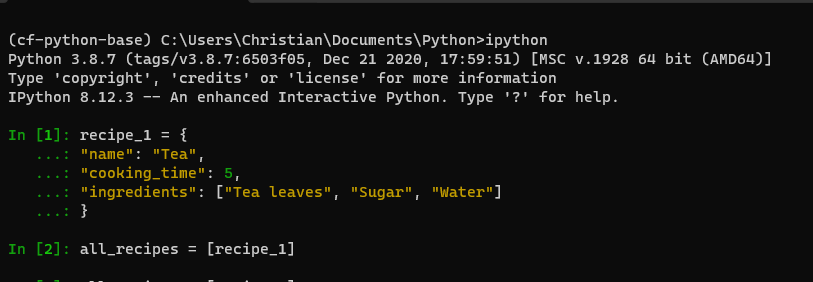 (cf-python-base) C:\Users\Christian\Documents\Python>ipython
Python 3.8.7 (tags/v3.8.7:6503f05, Dec 21 2020, 17:59:51) [MSC v.1928 64 bit (AMD64)]
Type 'copyright', 'credits' or 'license' for more information
IPython 8.12.3 -- An enhanced Interactive Python. Type '?' for help.
In [1]: recipe_1 = {
...: "name": "Tea",
...: "cooking_time": 5,
...: "ingredients": ["Tea leaves", "Sugar", "Water"]
...: }
In [2]: all_recipes = [recipe_1]